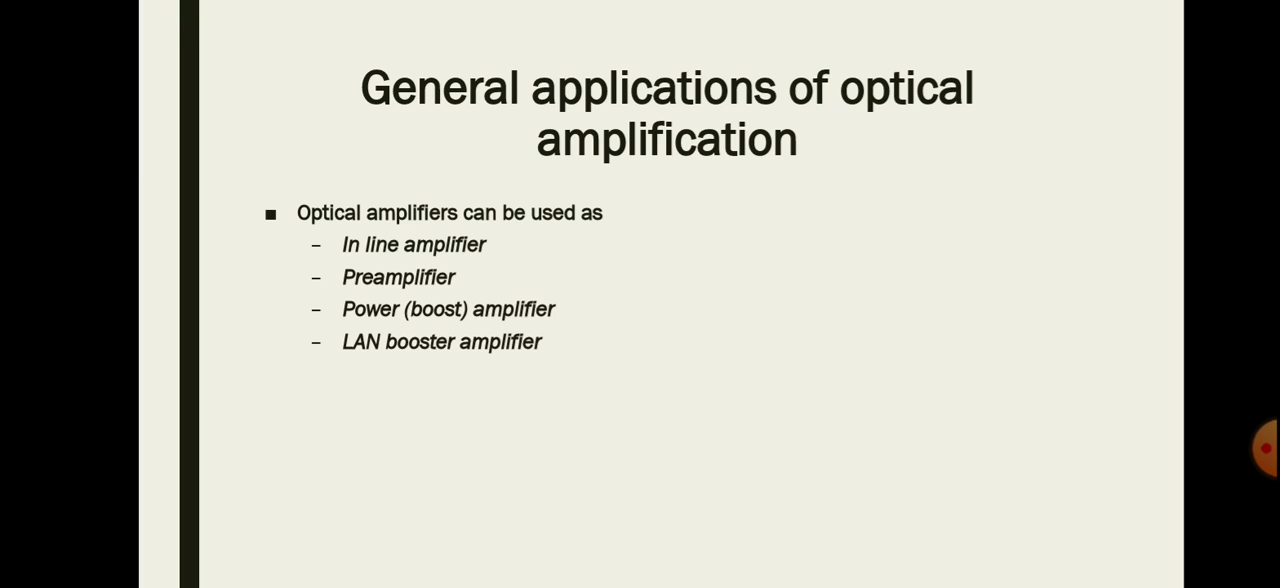 General applications of optical
amplification
■ Optical amplifiers can be used as
– In line amplifier
– Preamplifier
– Power (boost) amplifier
– LAN booster amplifier